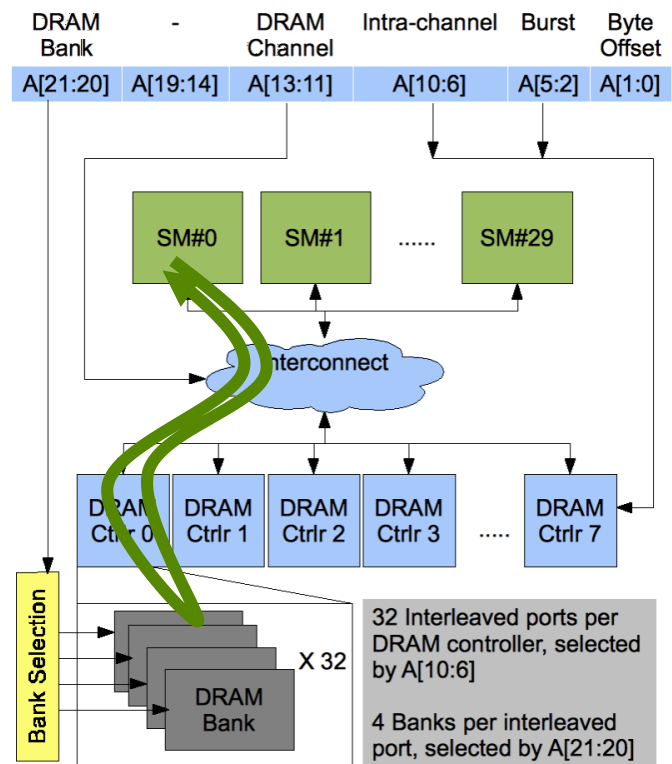 DRAM - DRAM Intra-channel Burst Byte
Bank Channel Offset
A[21:20] A[19:14] A[13:11] A[10:6] A[5:2] A[1:0]
SM#0 SM#1 ...... SM#29
Interconnect
DRAM DRAM DRAM DRAM DRAM
Ctrlr 0 Ctrlr 1 Ctrlr 2 Ctrlr 3 ..... Ctrlr 7
Bank Selection
X 32
DRAM
Bank
32 Interleaved ports per
DRAM controller, selected
by A[10:6]
4 Banks per interleaved
port, selected by A[21:20]